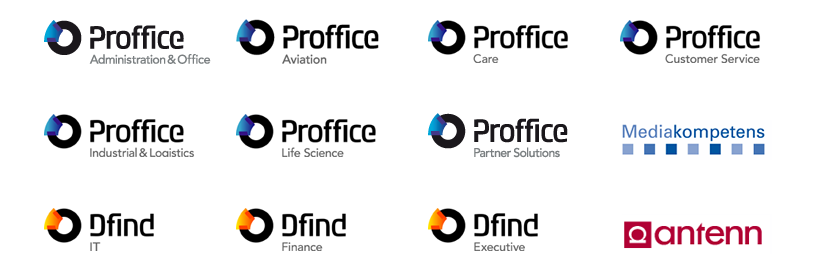 Proffice Proffice Proffice Proffice
Administration & Office Aviation Care Customer Service
Proffice Proffice Proffice Mediakompetens
Industrial & Logistics Life Science Partner Solutions
Dfind Dfind Dfind antenn
IT Finance Executive